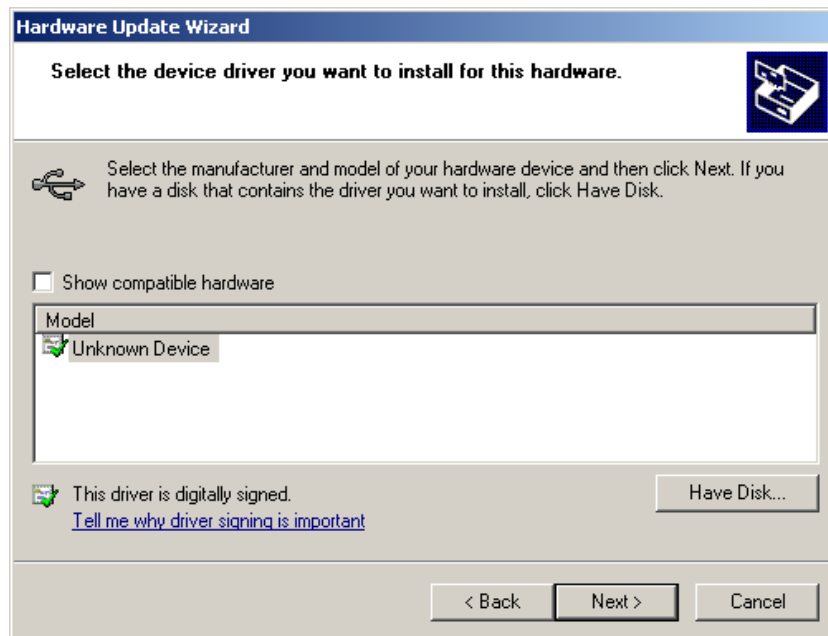 Hardware Update Wizard
Select the device driver you want to install for this hardware.
Select the manufacturer and model of your hardware device and then click Next. If you
have a disk that contains the driver you want to install, click Have Disk.
Show compatible hardware
Model
Unknown Device
This driver is digitally signed.
Have Disk...
Tell me why driver signing is important
< Back
Next >
Cancel